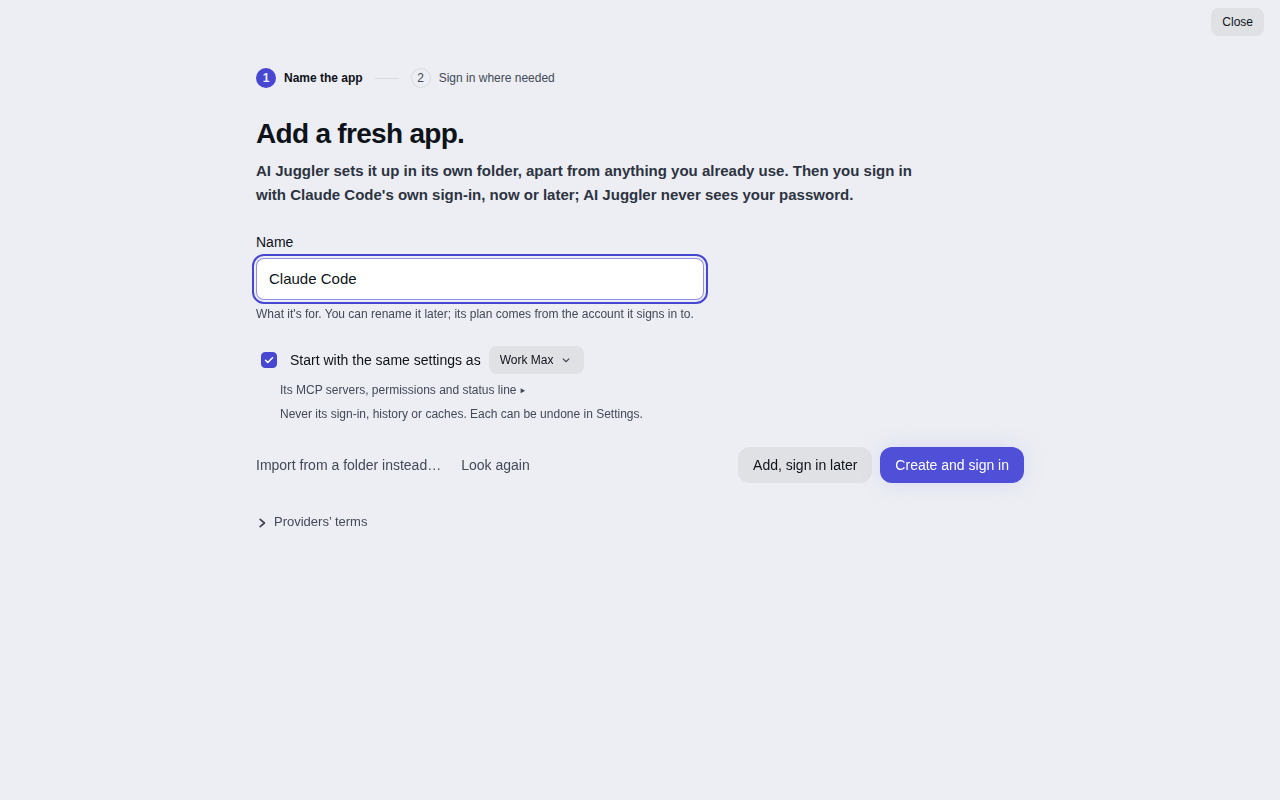 Close
1 Name the app 2 Sign in where needed
Add a fresh app.
AI Juggler sets it up in its own folder, apart from anything you already use. Then you sign in
with Claude Code's own sign-in, now or later; AI Juggler never sees your password.
Name
Claude Code
What it's for. You can rename it later; its plan comes from the account it signs in to.
Start with the same settings as Work Max
Its MCP servers, permissions and status line ▸
Never its sign-in, history or caches. Each can be undone in Settings.
Import from a folder instead… Look again Add, sign in later Create and sign in
Providers’ terms